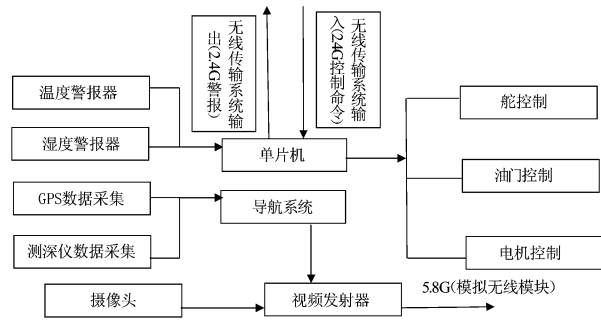 无线传输系统输
出(2.4G警报)
无线传输系统输
入(2.4G控制命令)
温度警报器
湿度警报器
GPS数据采集
测深仪数据采集
摄像头
单片机
导航系统
视频发射器
舵控制
油门控制
电机控制
5.8G(模拟无线模块)